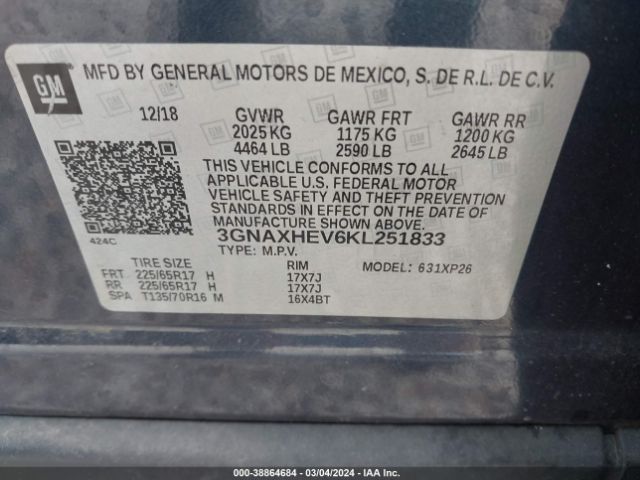 GM
MFD BY GENERAL MOTORS DE MEXICO, S. DE R.L. DE C.V.
12/18 GVWR GAWR FRT GAWR RR
2025 KG 1175 KG 1200 KG
4464 LB 2590 LB 2645 LB
THIS VEHICLE CONFORMS TO ALL
APPLICABLE U.S. FEDERAL MOTOR
VEHICLE SAFETY AND THEFT PREVENTION
STANDARDS IN EFFECT ON THE DATE OF
MANUFACTURE SHOWN ABOVE.
424C 3GNAXHEV6KL251833
TYPE: M.P.V.
TIRE SIZE RIM MODEL: 631XP26
FRT 225/65R17 H 17X7J
RR 225/65R17 H 17X7J
SPA T135/70R16 M 16X4BT
000-38864684 - 03/04/2024 - IAA Inc.